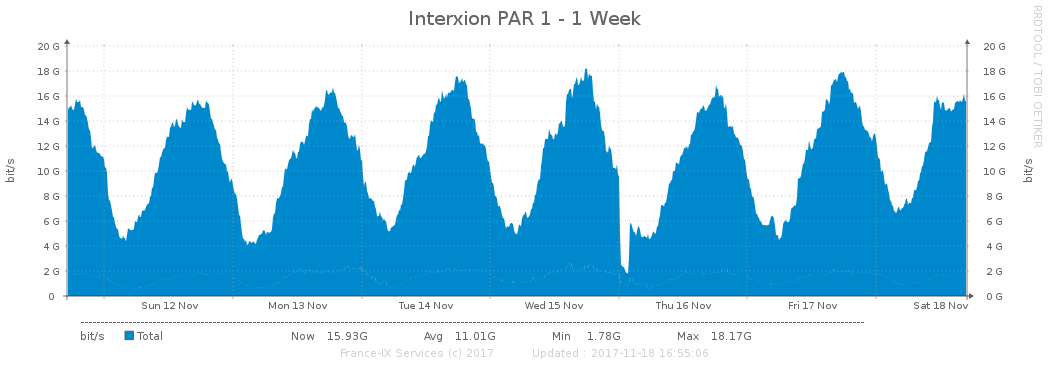 Interxion PAR 1 - 1 Week
RRDTOOL / TOBI OETIKER
bit/s
bit/s
20 G 20 G
18 G 18 G
16 G 16 G
14 G 14 G
12 G 12 G
10 G 10 G
8 G 8 G
6 G 6 G
4 G 4 G
2 G 2 G
0 0 G
Sun 12 Nov Mon 13 Nov Tue 14 Nov Wed 15 Nov Thu 16 Nov Fri 17 Nov Sat 18 Nov
bit/s Total Now 15.93G Avg 11.01G Min 1.78G Max 18.17G
France-IX Services (c) 2017 Updated : 2017-11-18 16:55:06